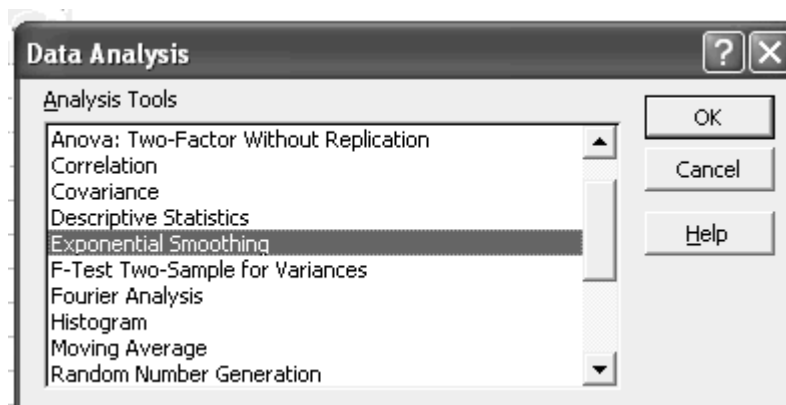 Data Analysis
?
Analysis Tools
Anova: Two-Factor Without Replication
Correlation
Covariance
Descriptive Statistics
Exponential Smoothing
F-Test Two-Sample for Variances
Fourier Analysis
Histogram
Moving Average
Random Number Generation
OK
Cancel
Help